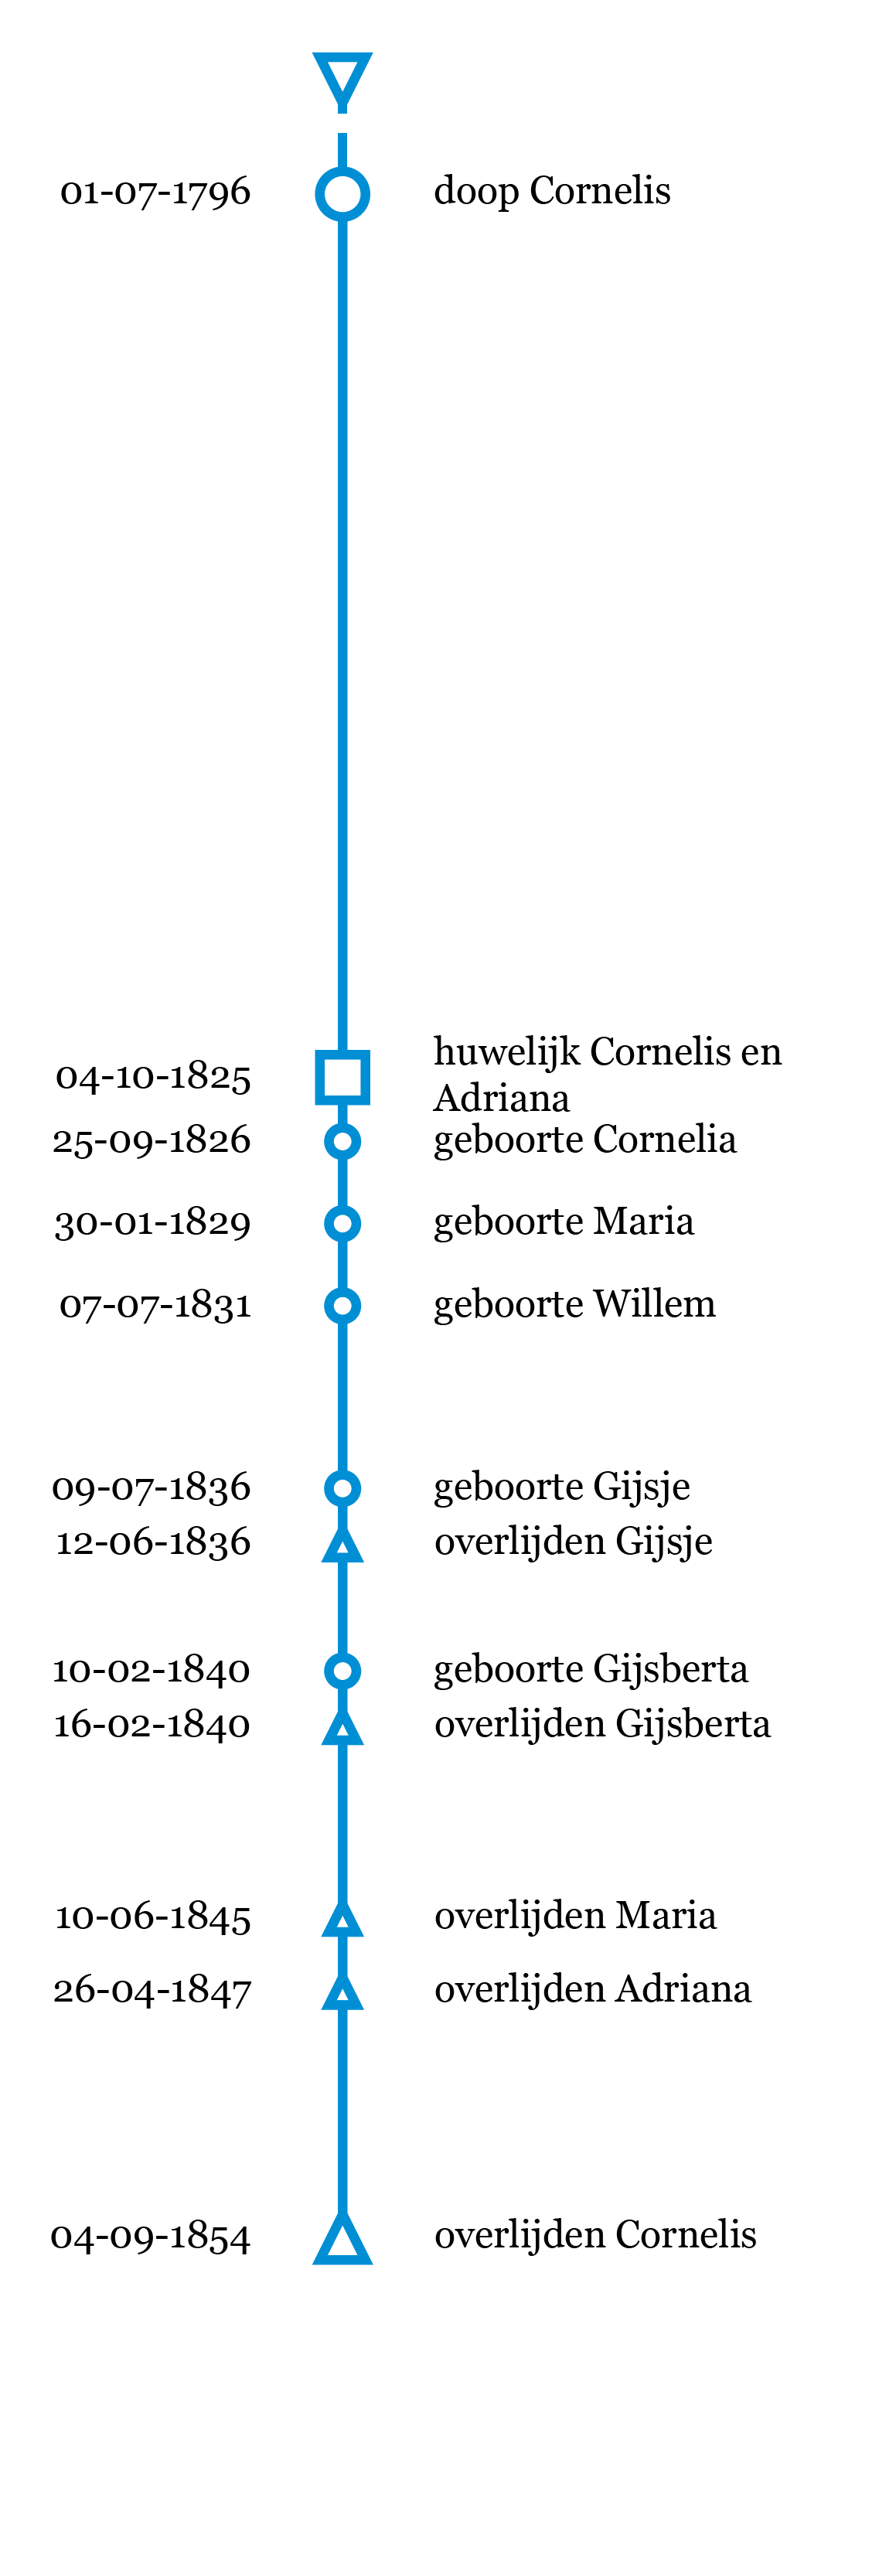 01-07-1796 doop Cornelis
04-10-1825 huwelijk Cornelis en
Adriana
25-09-1826 geboorte Cornelia
30-01-1829 geboorte Maria
07-07-1831 geboorte Willem
09-07-1836 geboorte Gijsje
12-06-1836 overlijden Gijsje
10-02-1840 geboorte Gijsberta
16-02-1840 overlijden Gijsberta
10-06-1845 overlijden Maria
26-04-1847 overlijden Adriana
04-09-1854 overlijden Cornelis